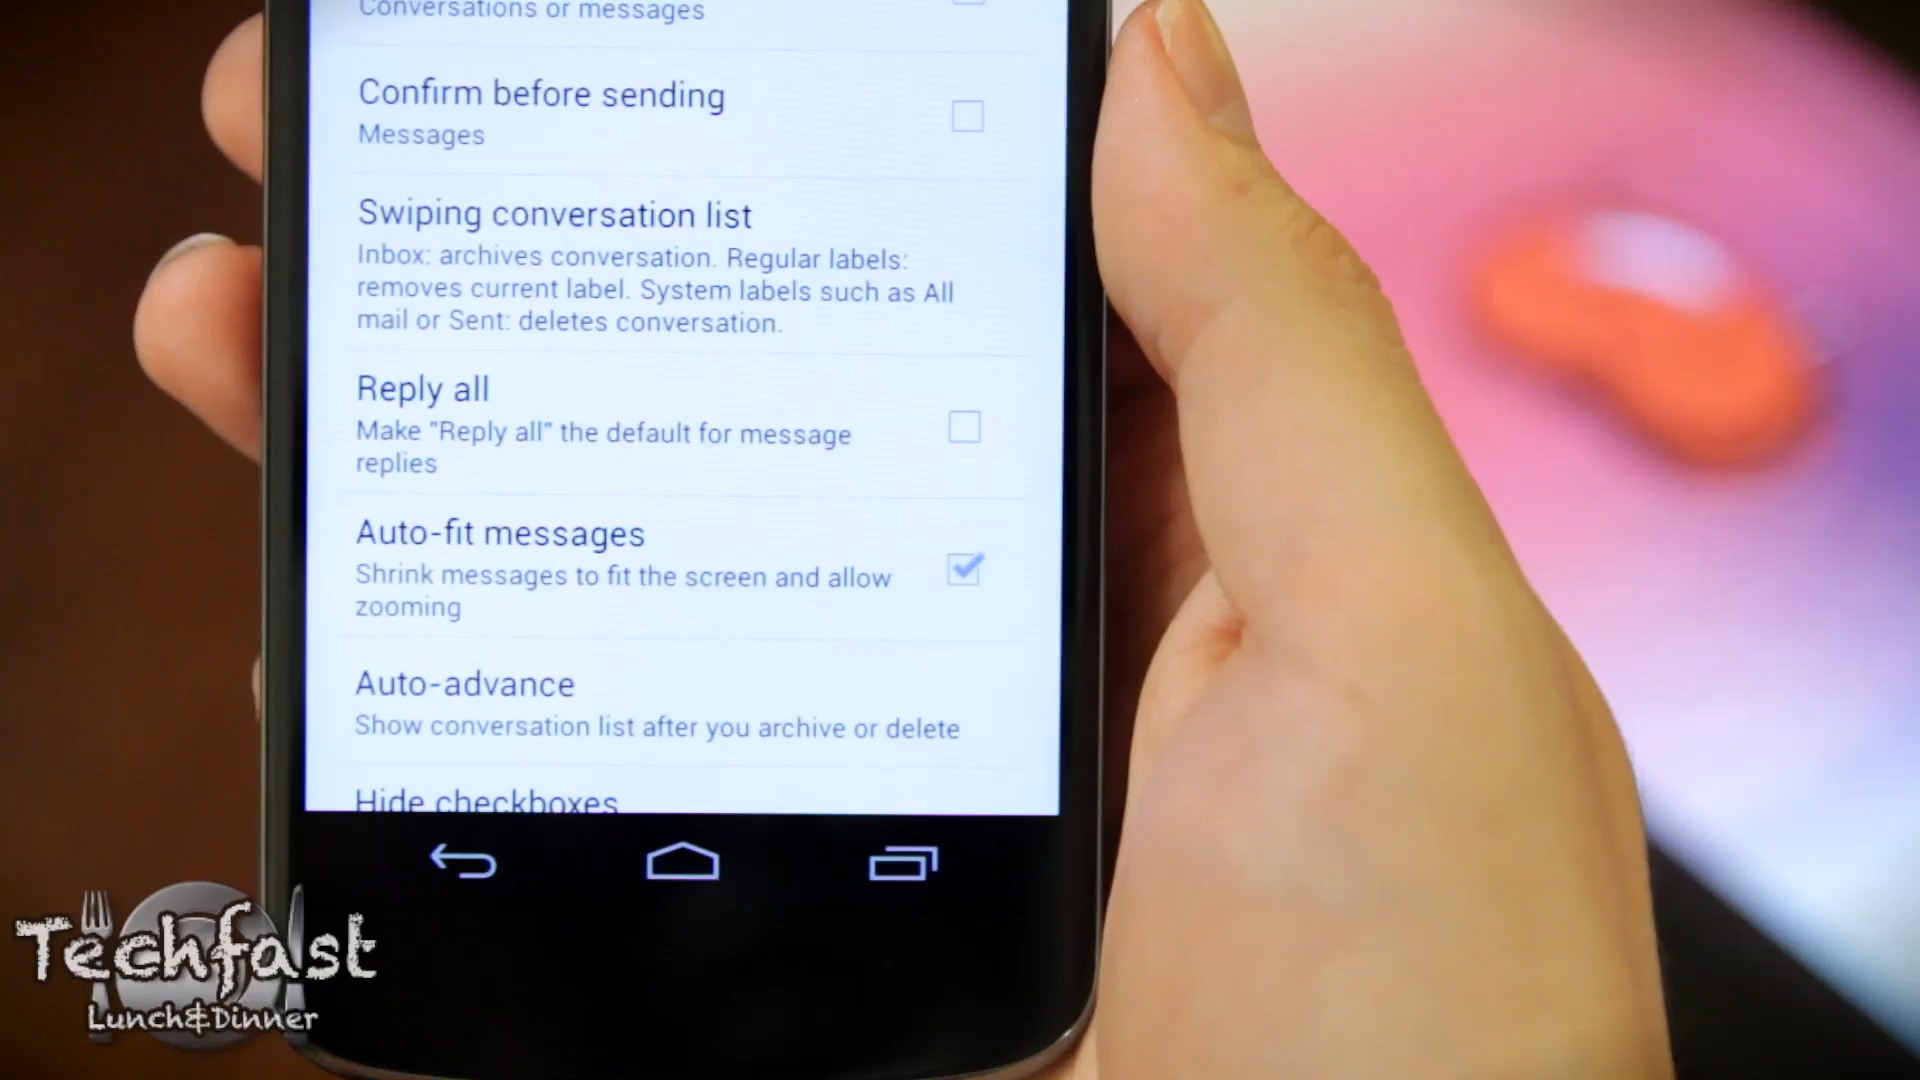 Conversations or messages
Confirm before sending
Messages
Swiping conversation list
Inbox: archives conversation. Regular labels:
removes current label. System labels such as All
mail or Sent: deletes conversation.
Reply all
Make "Reply all" the default for message
replies
Auto-fit messages
Shrink messages to fit the screen and allow
zooming
Auto-advance
Show conversation list after you archive or delete
Hide checkboxes
Techfast
Lunch&Dinner